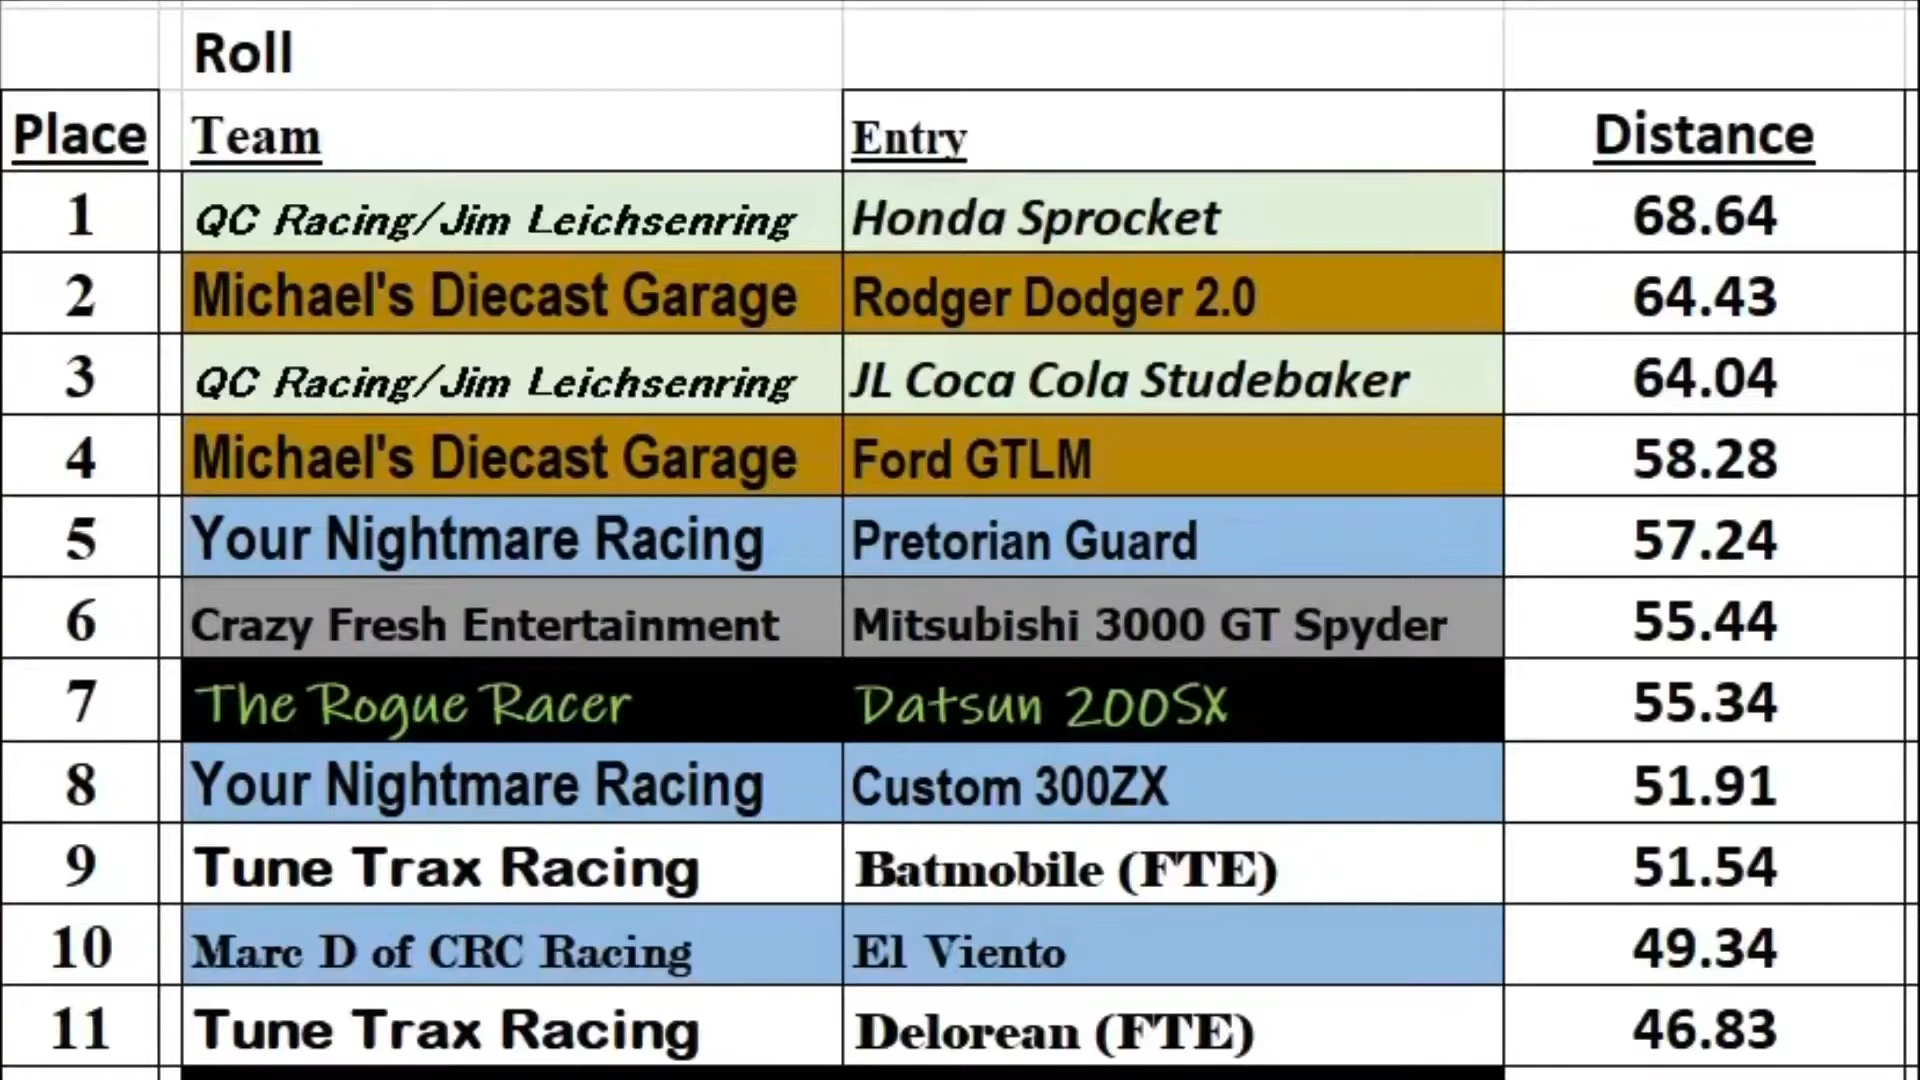 Roll
Place Team Entry Distance
1 QC Racing/Jim Leichsenring Honda Sprocket 68.64
2 Michael's Diecast Garage Rodger Dodger 2.0 64.43
3 QC Racing/Jim Leichsenring JL Coca Cola Studebaker 64.04
4 Michael's Diecast Garage Ford GTLM 58.28
5 Your Nightmare Racing Pretorian Guard 57.24
6 Crazy Fresh Entertainment Mitsubishi 3000 GT Spyder 55.44
7 The Rogue Racer Datsun 200SX 55.34
8 Your Nightmare Racing Custom 300ZX 51.91
9 Tune Trax Racing Batmobile (FTE) 51.54
10 Marc D of CRC Racing El Viento 49.34
11 Tune Trax Racing Delorean (FTE) 46.83